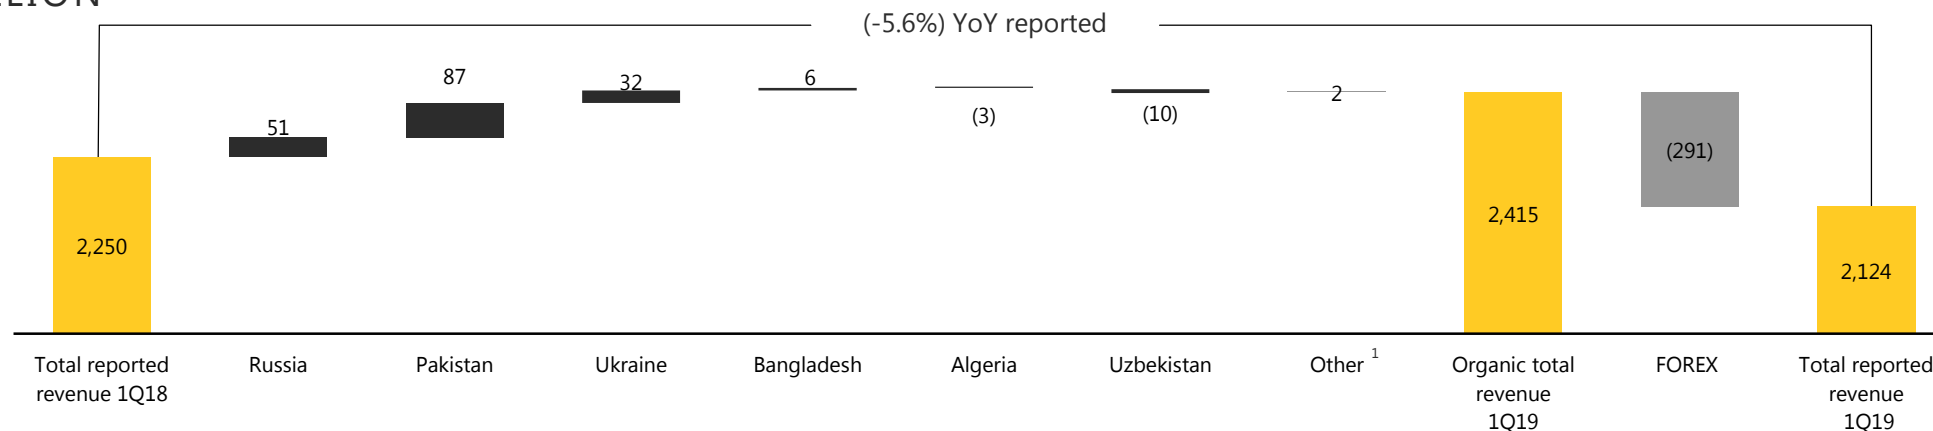 (-5.6%) YoY reported
87
32
6
51
(3)
(10)
2
(291)
2,415
2,250
2,124
Total reported revenue 1Q18
Russia
Pakistan
Ukraine
Bangladesh
Algeria
Uzbekistan
Other 1
Organic total revenue 1Q19
FOREX
Total reported revenue 1Q19